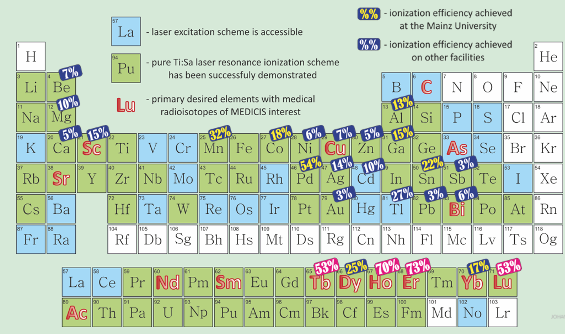 57
La - laser excitation scheme is accessible
%% - ionization efficiency achieved
at the Mainz University
94
Pu - pure Ti:Sa laser resonance ionization scheme
has been successfuly demonstrated
%% - ionization efficiency achieved
on other facilities
Lu - primary desired elements with medical
radioisotopes of MEDICIS interest
H He
Li Be 7% B C N O F Ne
Na Mg 10% Al 13% Si P S Cl Ar
K Ca 5% Sc 15% Ti V Cr Mn 32% Fe Co 18% Ni 6% Cu 7% Zn 5% Ga 15% Ge As Se Br Kr
Rb Sr Y Zr Nb Mo Tc Ru Rh Pd 54% Ag 14% Cd 10% In Sn 22% Sb 3% Te I Xe
Cs Ba Hf Ta W Re Os Ir Pt Au 3% Hg Tl 27% Pb 3% Bi 6% Po At Rn
Fr Ra Rf Db Sg Bh Hs Mt Ds Rg Cn Nh Fl Mc Lv Ts Og
La Ce Pr Nd Pm Sm Eu Gd Tb 53% Dy 25% Ho 70% Er 73% Tm Yb 17% Lu 53%
Ac Th Pa U Np Pu Am Cm Bk Cf Es Fm Md No Lr